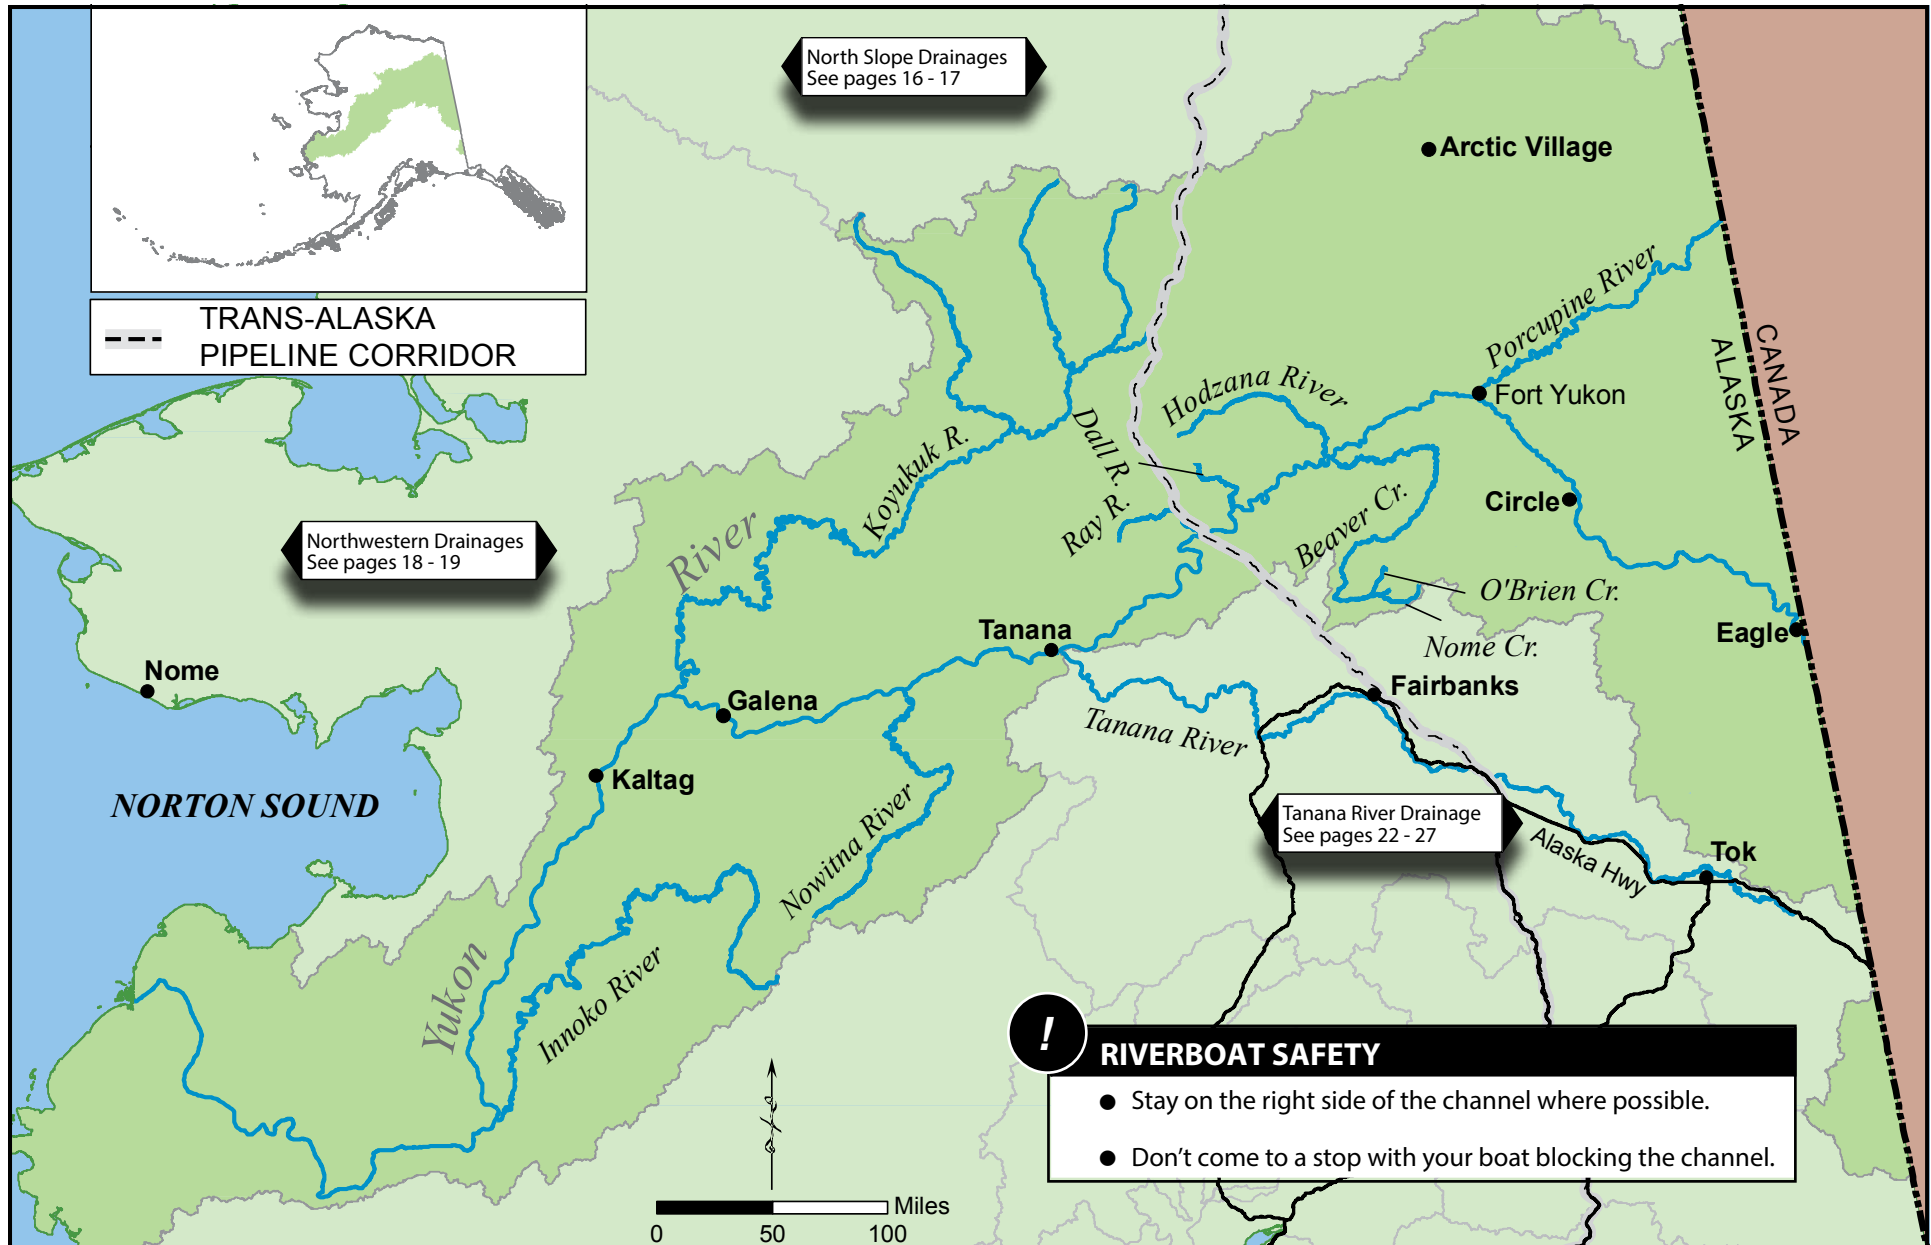 North Slope Drainages
See pages 16 - 17
TRANS-ALASKA
PIPELINE CORRIDOR
Arctic Village
Porcupine River
CANADA
ALASKA
Fort Yukon
Hodzana River
Dall R.
Koyukuk R.
Ray R.
Beaver Cr.
Circle
O'Brien Cr.
Nome Cr.
Eagle
Northwestern Drainages
See pages 18 - 19
River
Tanana
Nome
Galena
Fairbanks
Tanana River
Kaltag
NORTON SOUND
Nowitna River
Tanana River Drainage
See pages 22 - 27
Alaska Hwy
Tok
Yukon
Innoko River
!
RIVERBOAT SAFETY
● Stay on the right side of the channel where possible.
● Don't come to a stop with your boat blocking the channel.
Miles
0 50 100